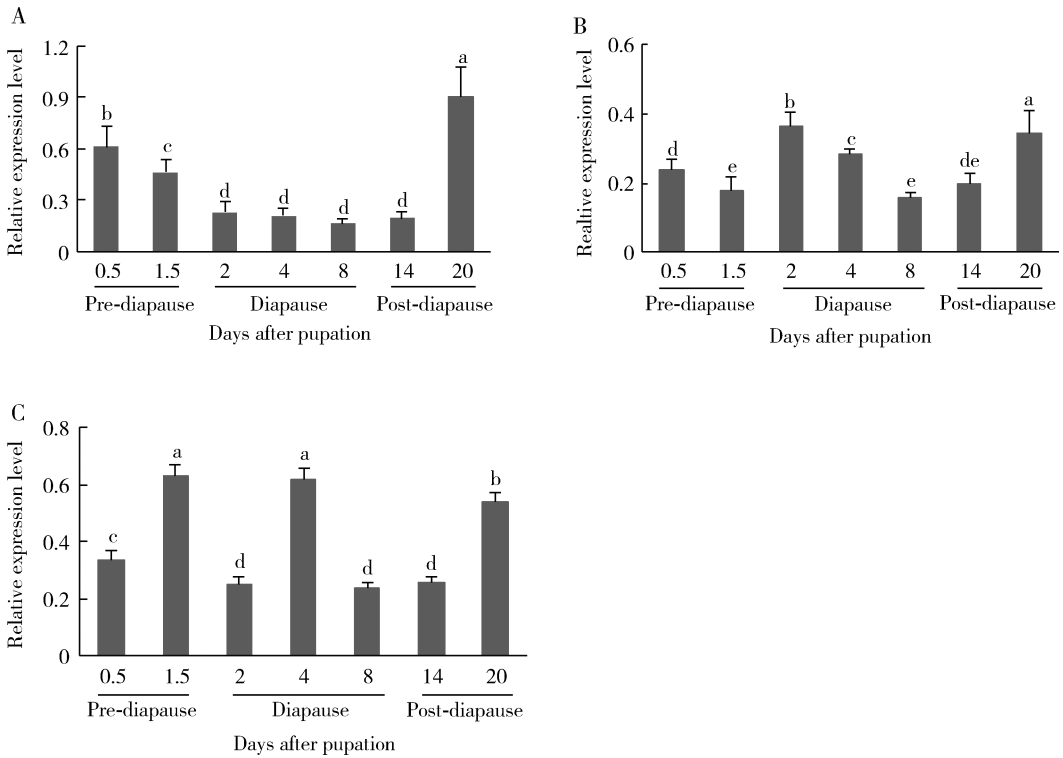 A
Relative expression level
1.2
0.9
0.6
0.3
0
b
c
d
d
d
d
a
0.5 1.5 2 4 8 14 20
Pre-diapause Diapause Post-diapause
Days after pupation
B
Realtive expression level
0.6
0.4
0.2
0
d
e
b
c
e
de
a
0.5 1.5 2 4 8 14 20
Pre-diapause Diapause Post-diapause
Days after pupation
C
Relative expression level
0.8
0.6
0.4
0.2
0
c
a
d
a
d
d
b
0.5 1.5 2 4 8 14 20
Pre-diapause Diapause Post-diapause
Days after pupation